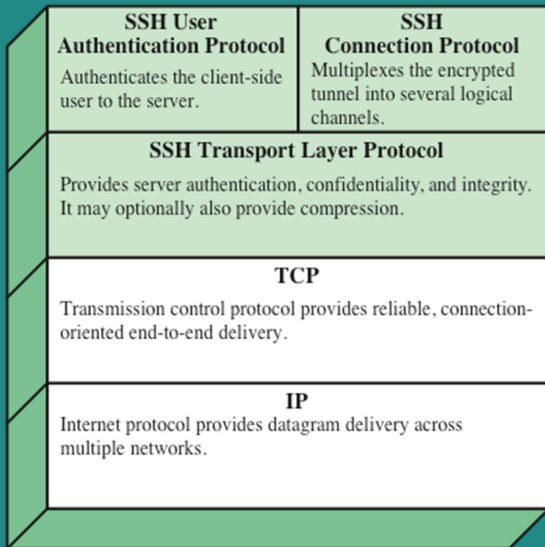 SSH User
Authentication Protocol
Authenticates the client-side
user to the server.
SSH
Connection Protocol
Multiplexes the encrypted
tunnel into several logical
channels.
SSH Transport Layer Protocol
Provides server authentication, confidentiality, and integrity.
It may optionally also provide compression.
TCP
Transmission control protocol provides reliable, connection-
oriented end-to-end delivery.
IP
Internet protocol provides datagram delivery across
multiple networks.